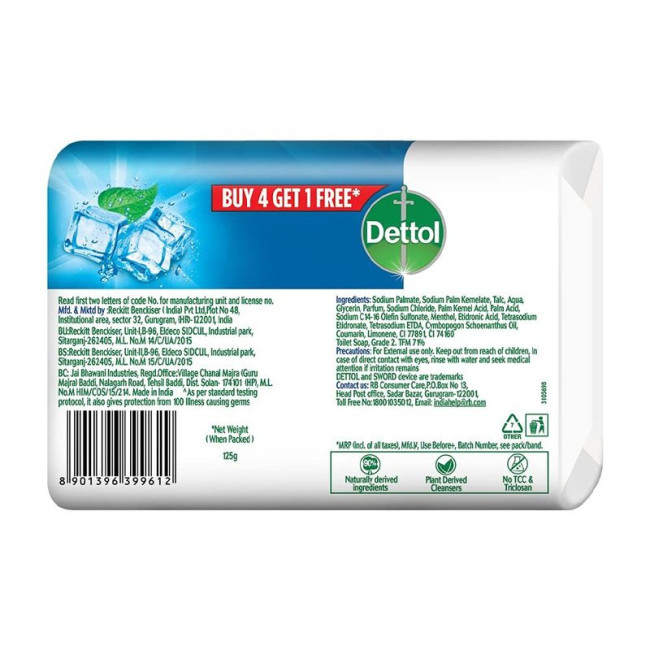 BUY 4 GET 1 FREE*
Dettol
Read first two letters of code No. for manufacturing unit and license no.
Mfd. & Mktd by :Reckitt Benckiser ( India) Pvt Ltd,Plot No 48,
Institutional area, sector 32, Gurugram, (HR)-122001, India
BU:Reckitt Benckiser, Unit-I,B-96, Eldeco SIDCUL, Industrial park,
Sitarganj-262405, M.L. No.M 14/C/UA/2015
BS:Reckitt Benckiser, Unit-II,B-96, Eldeco SIDCUL, Industrial park,
Sitarganj-262405, M.L. No.M 15/C/UA/2015
BC: Jai Bhawani Industries, Regd.Office:Village Chanal Majra (Guru
Majra) Baddi, Nalagarh Road, Tehsil Baddi, Dist. Solan- 174101 (HP), M.L.
No.M HIM/COS/15/214. Made in India ^As per standard testing
protocol, it also gives protection from 100 illness causing germs
*Net Weight
(When Packed)
125g
8 901396 399612
Ingredients: Sodium Palmate, Sodium Palm Kernelate, Talc, Aqua,
Glycerin, Parfum, Sodium Chloride, Palm Kernel Acid, Palm Acid,
Sodium C14-16 Olefin Sulfonate, Menthol, Etidronic Acid, Tetrasodium
Etidronate, Tetrasodium ETDA, Cymbopogon Schoenanthus Oil,
Coumarin, Limonene, CI 77891, CI 74160
Toilet Soap, Grade 2. TFM 71%
Precautions: For External use only. Keep out from reach of children, In
case of direct contact with eyes, rinse with water and seek medical
attention if irritation remains
DETTOL and SWORD device are trademarks
Contact us: RB Consumer Care,P.O.Box No 13,
Head Post office, Sadar Bazar, Gurugram-122001,
Toll Free No:18001035012, Email: indiahelp@rb.com
3105698
7
OTHER
*MRP (Incl. of all taxes), Mfd.V, Use Before+, Batch Number, see pack/band.
90%
Naturally derived
ingredients
Plant Derived
Cleansers
No TCC &
Triclosan